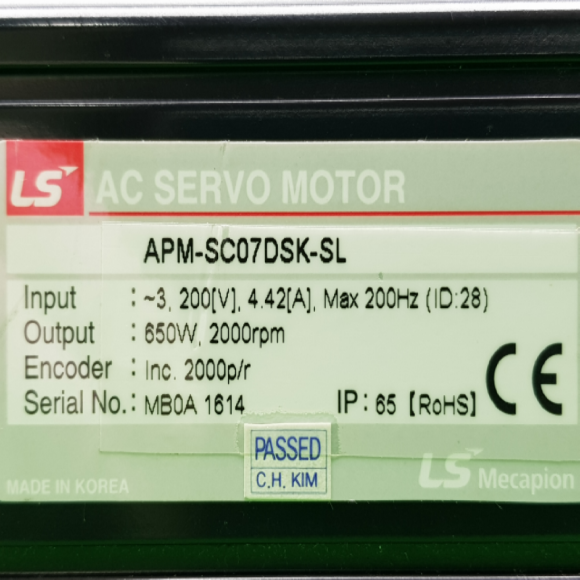 LS AC SERVO MOTOR
APM-SC07DSK-SL
Input : ~3, 200[V], 4.42[A], Max 200Hz (ID:28)
Output : 650W, 2000rpm
Encoder : Inc. 2000p/r
Serial No. : MB0A 1614 IP : 65 [RoHS]
CE
PASSED
C.H. KIM
MADE IN KOREA
LS Mecapion